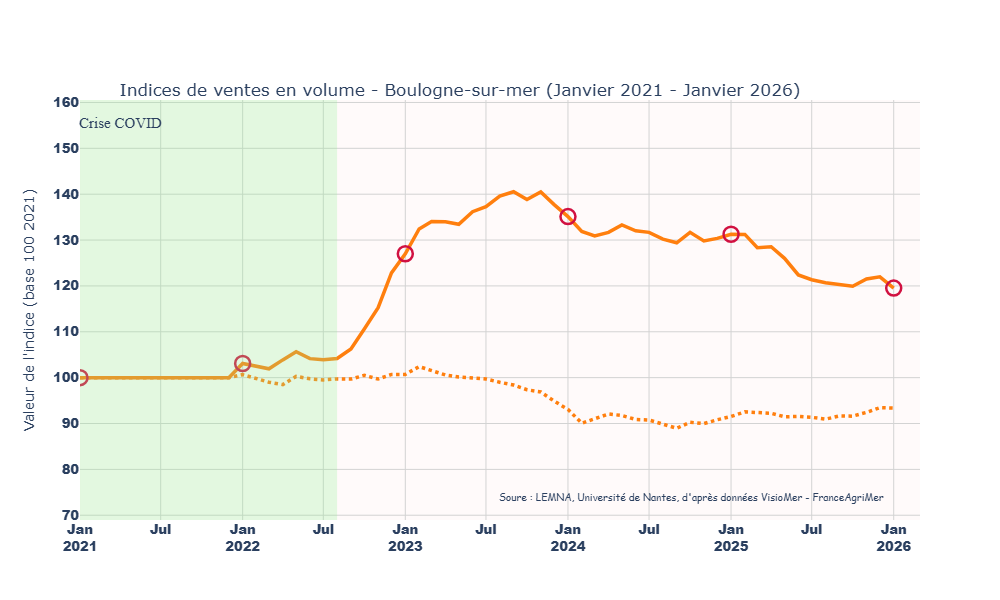 Indices de ventes en volume - Boulogne-sur-mer (Janvier 2021 - Janvier 2026)
Crise COVID
Valeur de l'indice (base 100 2021)
160
150
140
130
120
110
100
90
80
70
Soure : LEMNA, Université de Nantes, d'après données VisioMer - FranceAgriMer
Jan Jul Jan Jul Jan Jul Jan Jul Jan Jul Jan
2021 2022 2023 2024 2025 2026